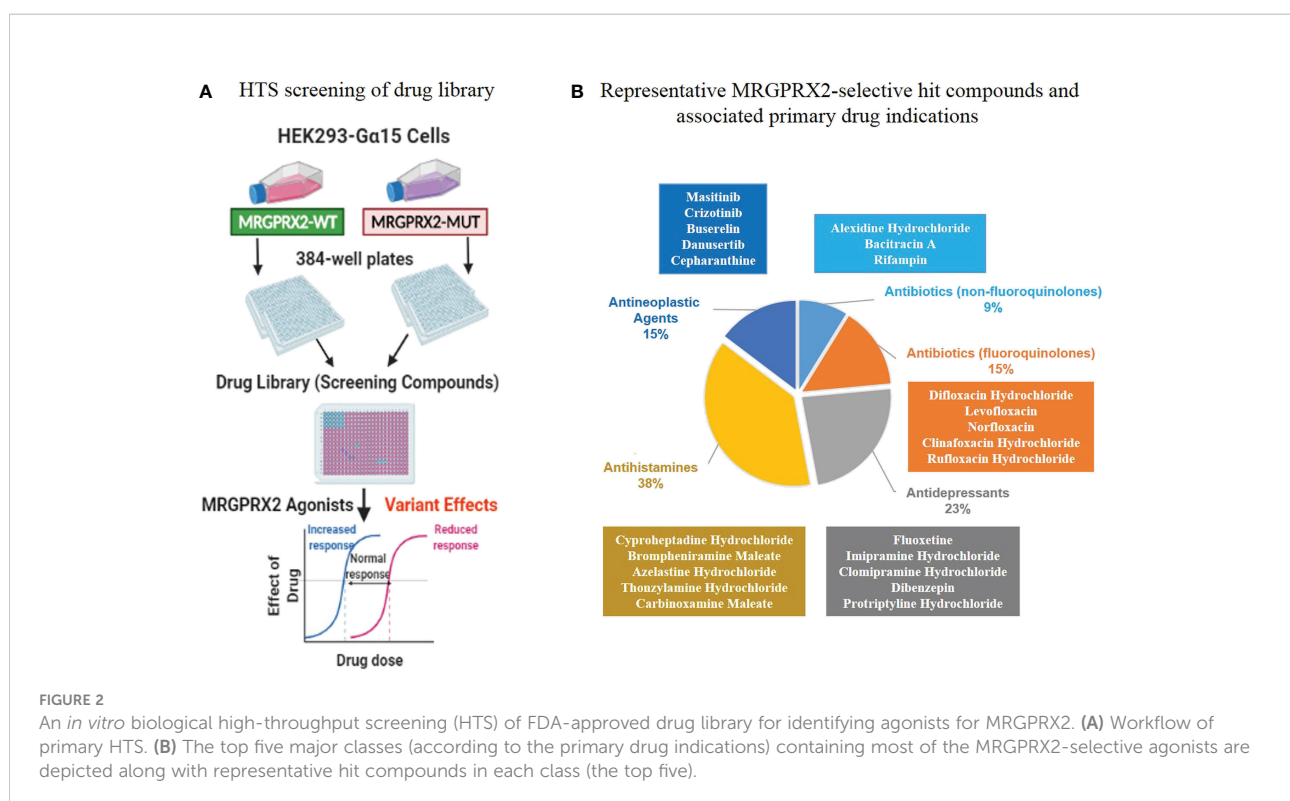 A HTS screening of drug library
HEK293-Gα15 Cells
MRGPRX2-WT
MRGPRX2-MUT
384-well plates
Drug Library (Screening Compounds)
MRGPRX2 Agonists
Variant Effects
Increased
response
Reduced
response
Normal
response
Effect of
Drug
Drug dose
B Representative MRGPRX2-selective hit compounds and
associated primary drug indications
Masitinib
Crizotinib
Buserelin
Danusertib
Cepharanthine
Alexidine Hydrochloride
Bacitracin A
Rifampin
Antineoplastic
Agents
15%
Antibiotics (non-fluoroquinolones)
9%
Antibiotics (fluoroquinolones)
15%
Difloxacin Hydrochloride
Levofloxacin
Norfloxacin
Clinafoxacin Hydrochloride
Rufloxacin Hydrochloride
Antihistamines
38%
Antidepressants
23%
Cyproheptadine Hydrochloride
Brompheniramine Maleate
Azelastine Hydrochloride
Thonzylamine Hydrochloride
Carbinoxamine Maleate
Fluoxetine
Imipramine Hydrochloride
Clomipramine Hydrochloride
Dibenzepin
Protriptyline Hydrochloride
FIGURE 2
An in vitro biological high-throughput screening (HTS) of FDA-approved drug library for identifying agonists for MRGPRX2. (A) Workflow of
primary HTS. (B) The top five major classes (according to the primary drug indications) containing most of the MRGPRX2-selective agonists are
depicted along with representative hit compounds in each class (the top five).